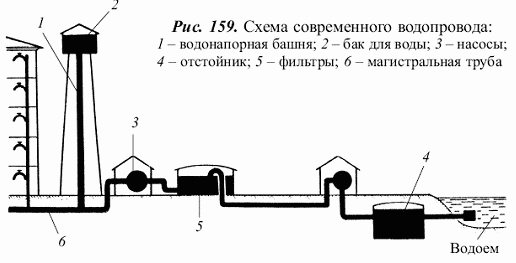 Рис. 159. Схема современного водопровода:
1 – водонапорная башня; 2 – бак для воды; 3 – насосы;
4 – отстойник; 5 – фильтры; 6 – магистральная труба
1
2
3
4
5
6
Водоем